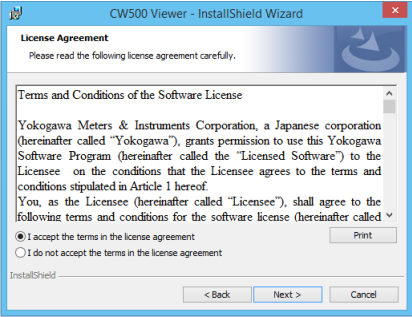 CW500 Viewer - InstallShield Wizard
License Agreement
Please read the following license agreement carefully.
Terms and Conditions of the Software License
Yokogawa Meters & Instruments Corporation, a Japanese corporation
(hereinafter called “Yokogawa”), grants permission to use this Yokogawa
Software Program (hereinafter called the “Licensed Software”) to the
Licensee on the conditions that the Licensee agrees to the terms and
conditions stipulated in Article 1 hereof.
You, as the Licensee (hereinafter called “Licensee”), shall agree to the
following terms and conditions for the software license (hereinafter called
I accept the terms in the license agreement
Print
I do not accept the terms in the license agreement
InstallShield
< Back
Next >
Cancel